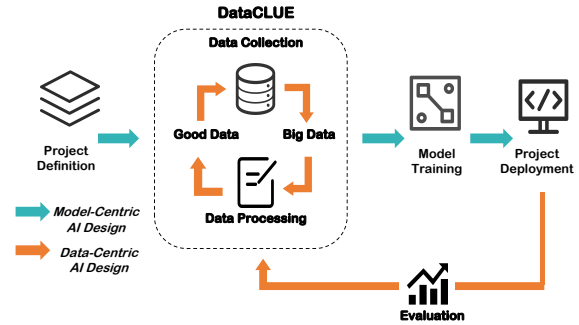 DataCLUE
Data Collection
Good Data
Big Data
Data Processing
Project
Definition
Model
Training
Project
Deployment
Model-Centric
AI Design
Data-Centric
AI Design
Evaluation